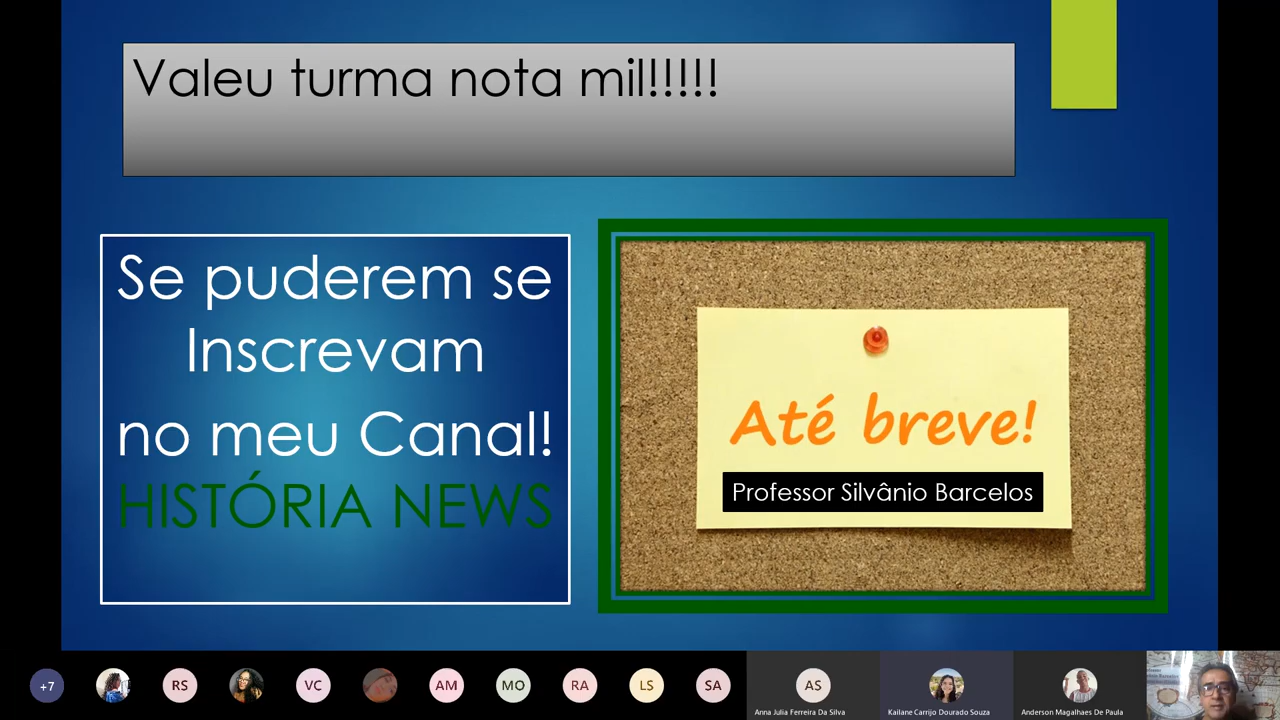 Valeu turma nota mil!!!!!
Se puderem se
Inscrevam
no meu Canal!
HISTÓRIA NEWS
Até breve!
Professor Silvânio Barcelos
+7
RS
VC
AM
MO
RA
LS
SA
AS
Anna Julia Ferreira Da Silva
Kailane Carrijo Dourado Souza
Anderson Magalhaes De Paula